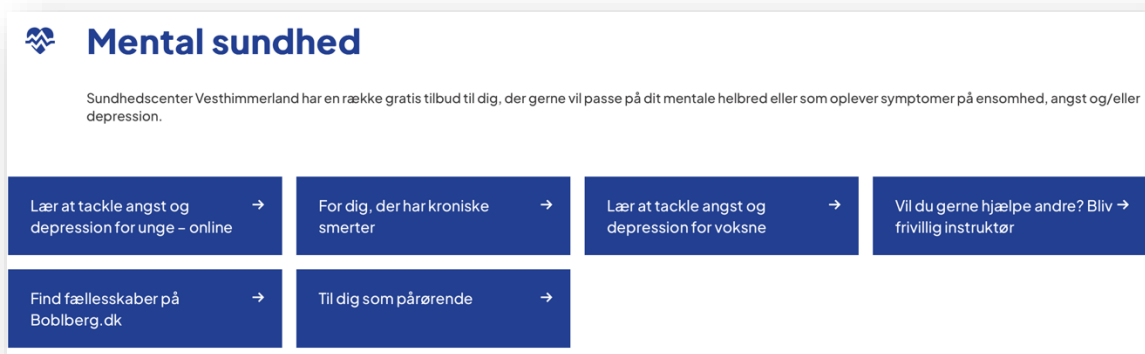 Mental sundhed
Sundhedscenter Vesthimmerland har en række gratis tilbud til dig, der gerne vil passe på dit mentale helbred eller som oplever symptomer på ensomhed, angst og/eller
depression.
Lær at tackle angst og
depression for unge – online
For dig, der har kroniske
smerter
Lær at tackle angst og
depression for voksne
Vil du gerne hjælpe andre? Bliv
frivillig instruktør
Find fællesskaber på
Boblberg.dk
Til dig som pårørende